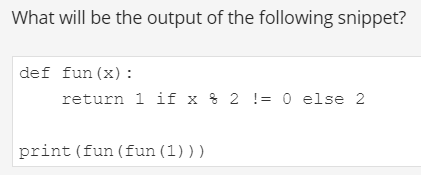 What will be the output of the following snippet?
def fun(x):
    return 1 if x % 2 != 0 else 2
print(fun(fun(1)))